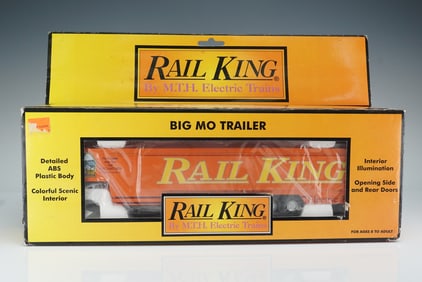 RAIL KING
By M.T.H. Electric Trains
BIG MO TRAILER
Detailed
ABS
Plastic Body
Colorful Scenic
Interior
RAIL KING
Interior
Illumination
Opening Side
and Rear Doors
RAIL KING
By M.T.H. Electric Trains
FOR AGES 8 TO ADULT